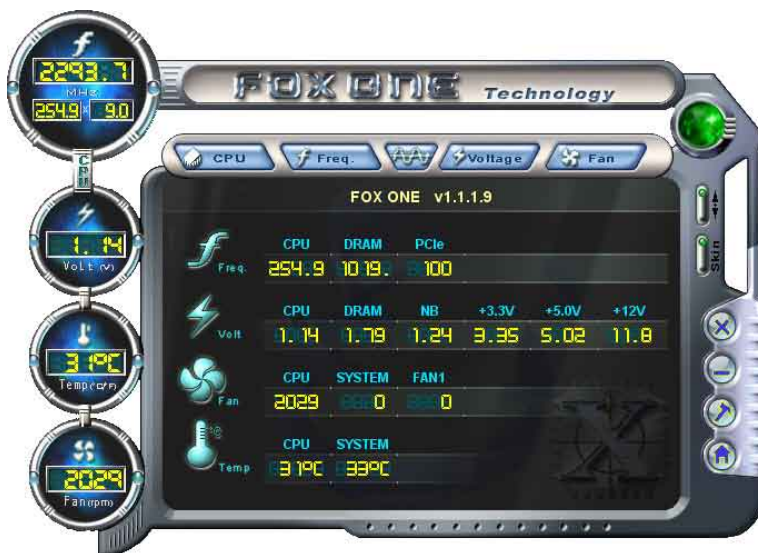 2293.7
MHz
254.9 x 9.0
CPU
1.14
Volt (V)
31ºC
Temp(C/F)
2029
Fan(rpm)
FOX ONE Technology
CPU Freq. Voltage Fan
FOX ONE v1.1.1.9
CPU DRAM PCIe
Freq. 254.9 1019. 100
CPU DRAM NB +3.3V +5.0V +12V
Volt 1.14 1.79 1.24 3.35 5.02 11.8
CPU SYSTEM FAN1
Fan 2029 0 0
CPU SYSTEM
Temp 31ºC 33ºC
Skin